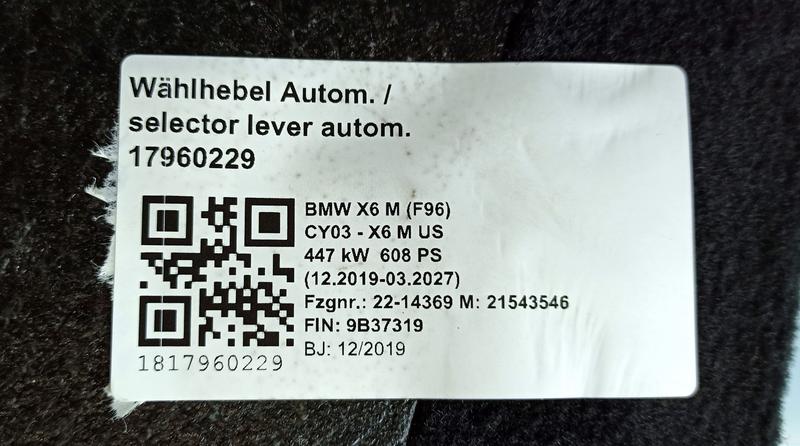 Wählhebel Autom. /
selector lever autom.
17960229
BMW X6 M (F96)
CY03 - X6 M US
447 kW 608 PS
(12.2019-03.2027)
Fzgnr.: 22-14369 M: 21543546
FIN: 9B37319
BJ: 12/2019
1817960229